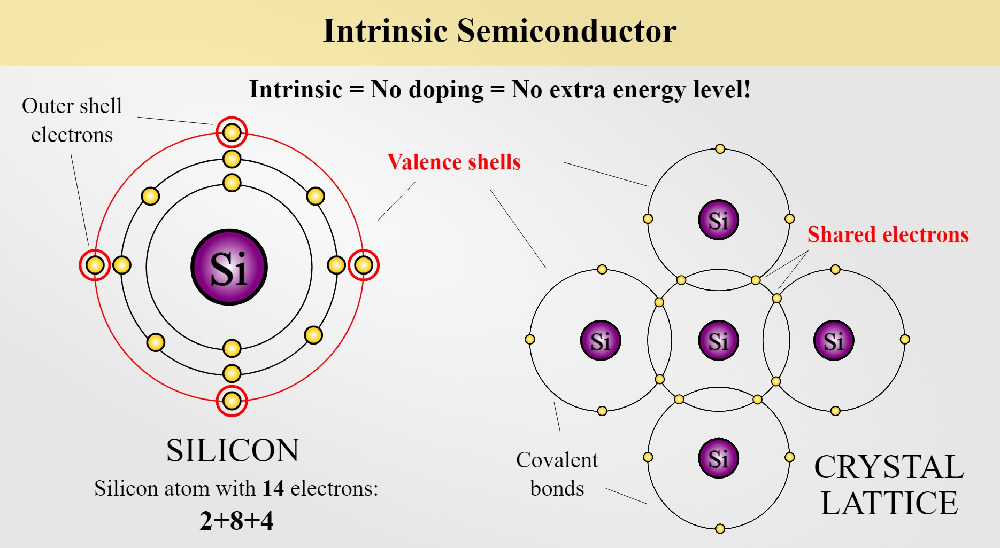 Intrinsic Semiconductor
Intrinsic = No doping = No extra energy level!
Outer shell
electrons
Valence shells
Si
Shared electrons
Si
Si
Si
Si
Si
SILICON
Silicon atom with 14 electrons:
2+8+4
Covalent
bonds
CRYSTAL
LATTICE